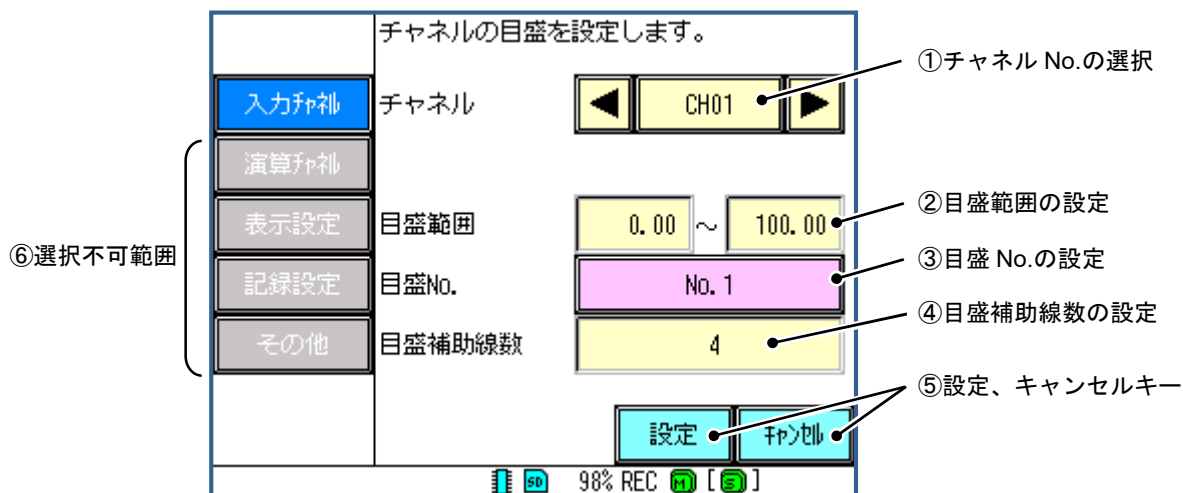 チャネルの目盛を設定します。
①チャネル No.の選択
入力ﾁｬﾈﾙ チャネル ◀ CH01 ▶
演算ﾁｬﾈﾙ
②目盛範囲の設定
表示設定 目盛範囲 0.00 ～ 100.00
⑥選択不可範囲
③目盛 No.の設定
記録設定 目盛No. No.1
④目盛補助線数の設定
その他 目盛補助線数 4
⑤設定、キャンセルキー
設定 ｷｬﾝｾﾙ
SD 98% REC M [S]